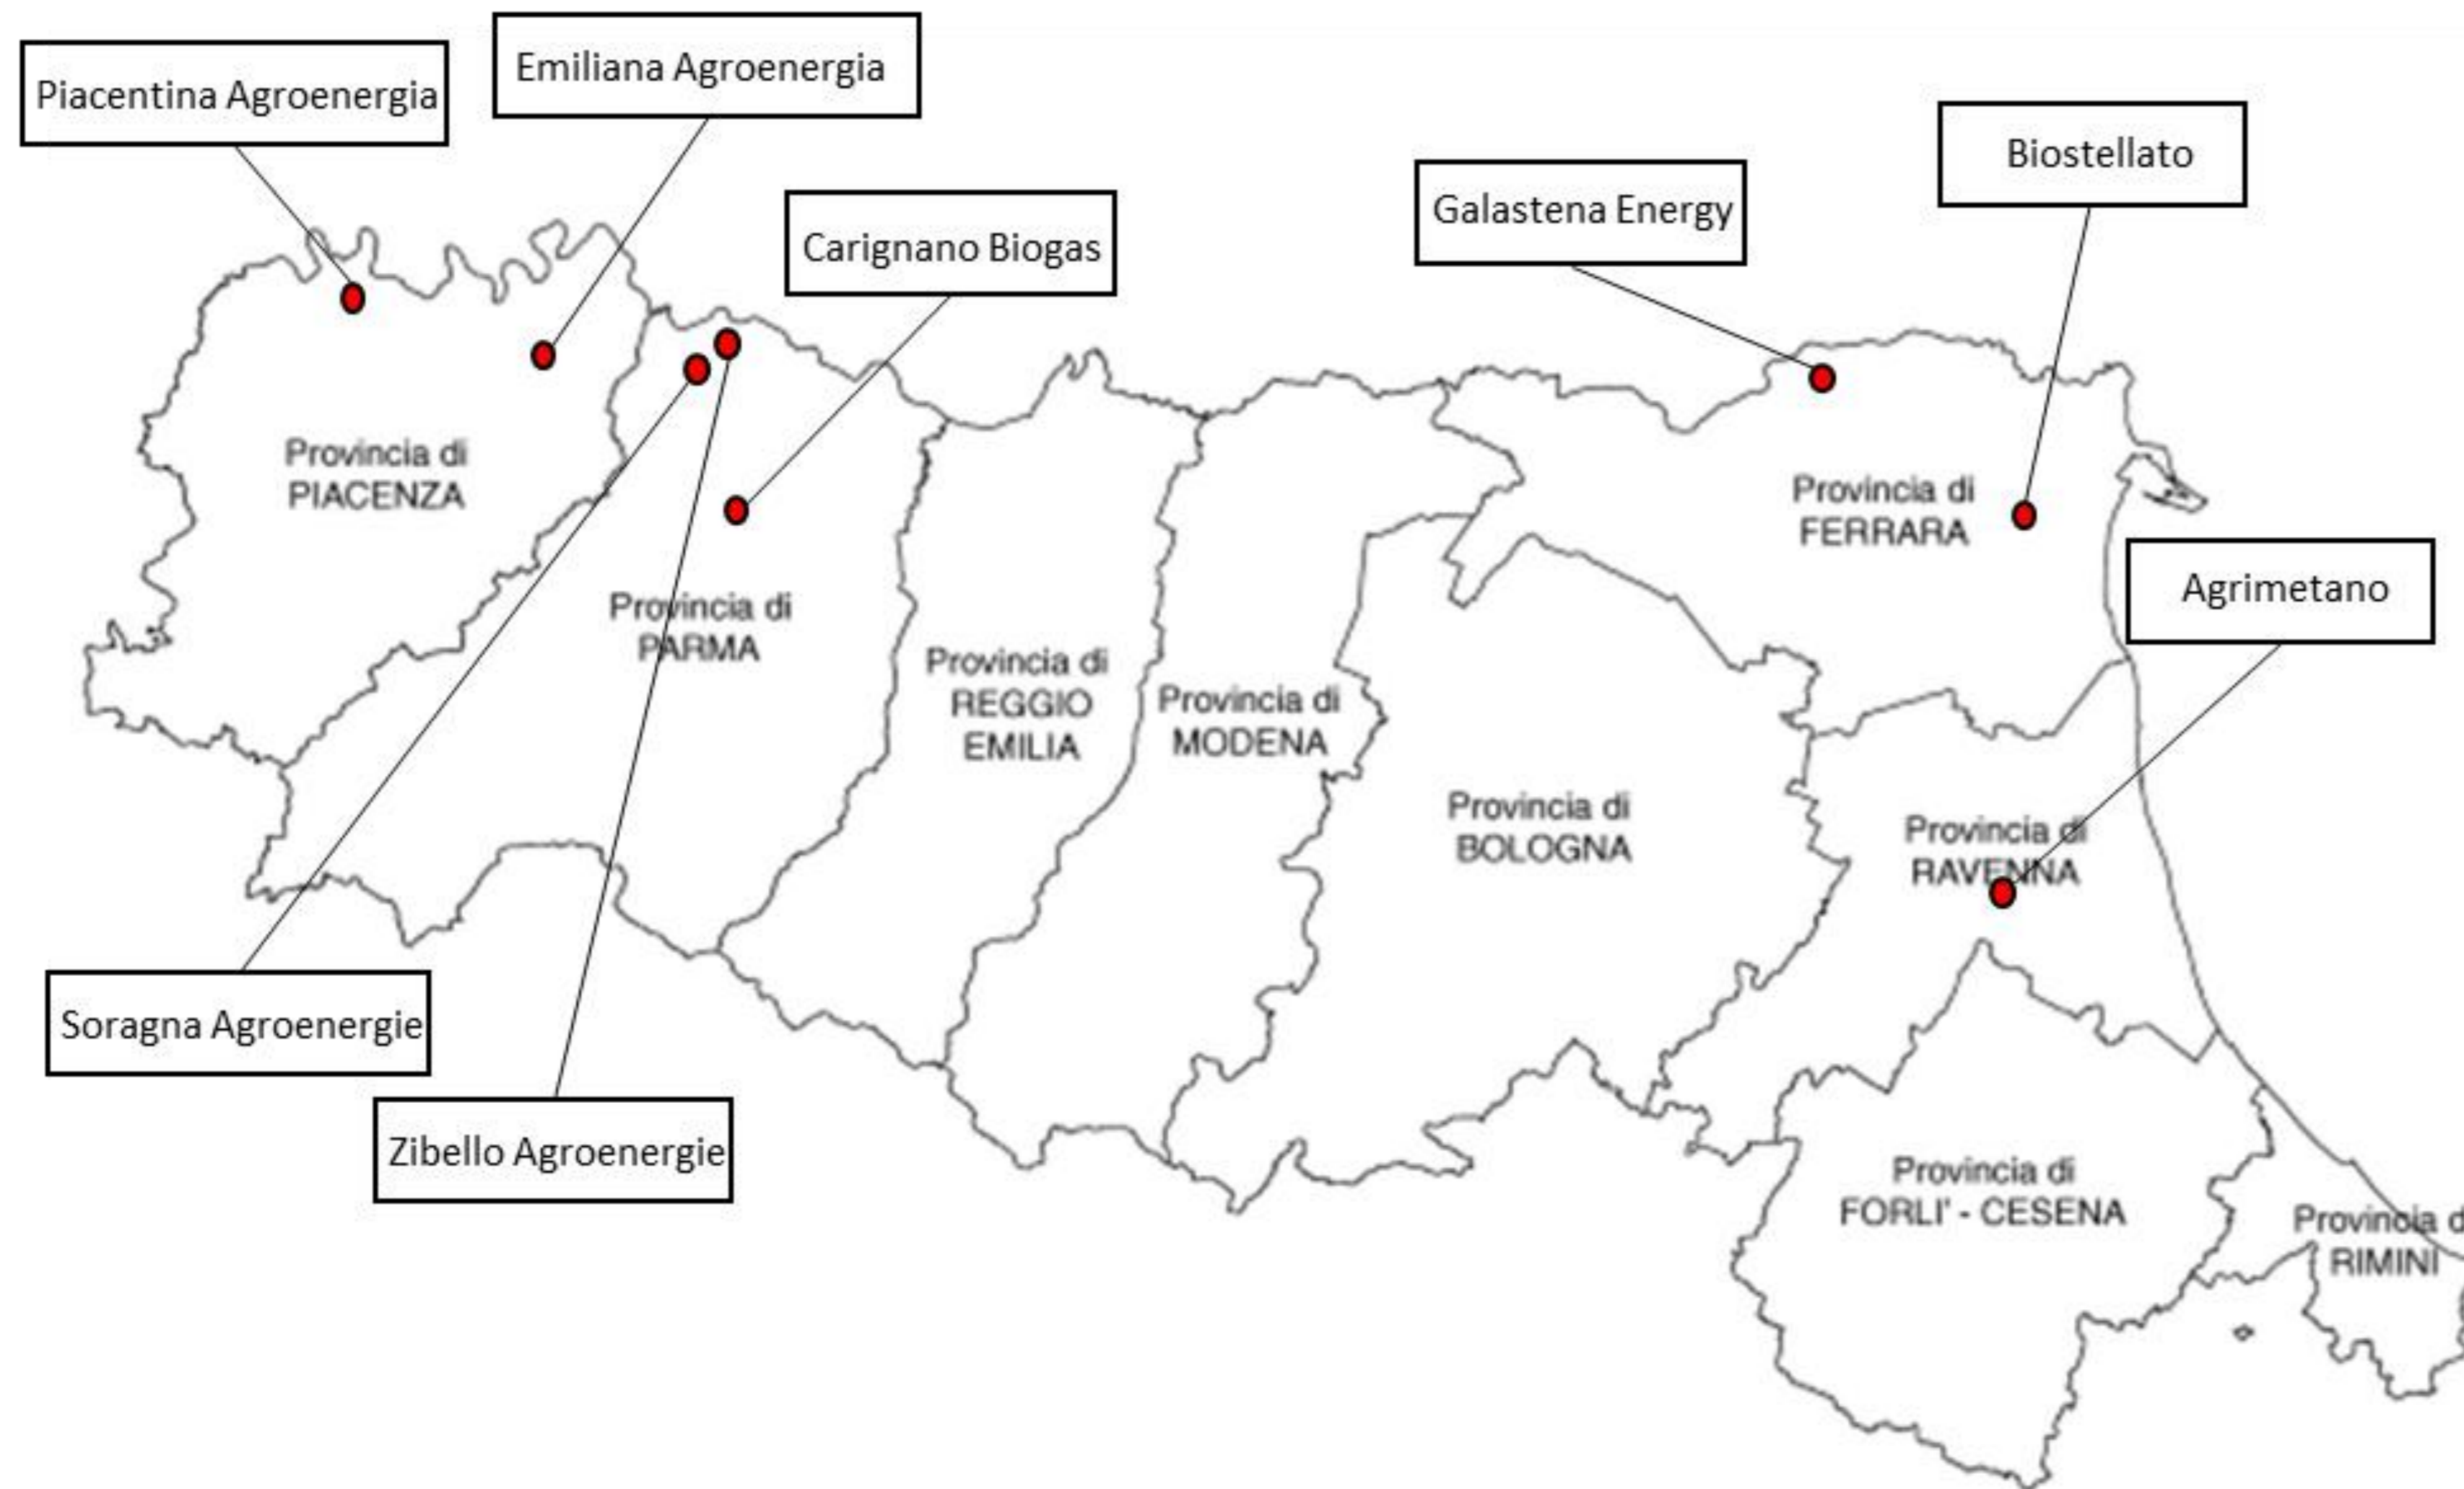 Emiliana Agroenergia
Piacentina Agroenergia
Biostellato
Galastena Energy
Carignano Biogas
Provincia di
PIACENZA
Provincia di
FERRARA
Agrimetano
Provincia di
PARMA
Provincia di
REGGIO
EMILIA
Provincia di
MODENA
Provincia di
BOLOGNA
Provincia di
RAVENNA
Soragna Agroenergie
Zibello Agroenergie
Provincia di
FORLI' - CESENA
Provincia d
RIMINI